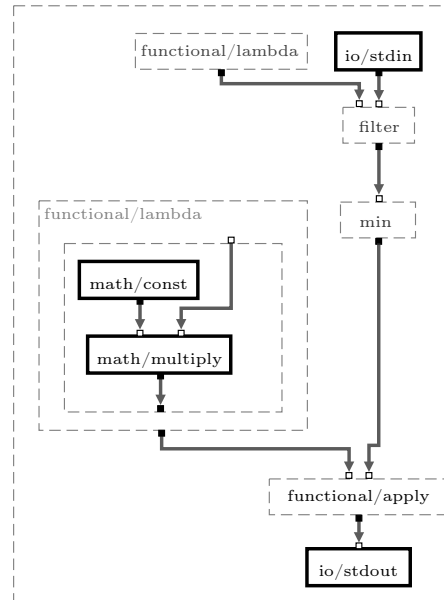 functional/lambda
io/stdin
filter
min
functional/lambda
math/const
math/multiply
functional/apply
io/stdout